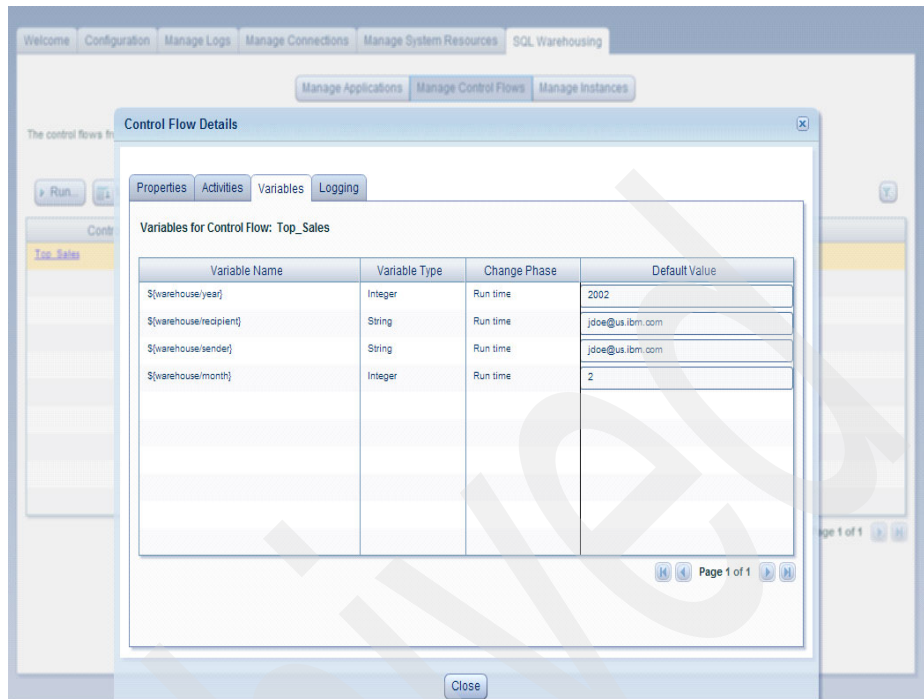 Welcome Configuration Manage Logs Manage Connections Manage System Resources SQL Warehousing
Manage Applications Manage Control Flows Manage Instances
The control flows
Control Flow Details
Run...
Properties Activities Variables Logging
Variables for Control Flow: Top_Sales
Top_Sales
Variable Name Variable Type Change Phase Default Value
${warehouse/year} Integer Run time 2002
${warehouse/recipient} String Run time jdoe@us.ibm.com
${warehouse/sender} String Run time jdoe@us.ibm.com
${warehouse/month} Integer Run time 2
Page 1 of 1
age 1 of 1
Close